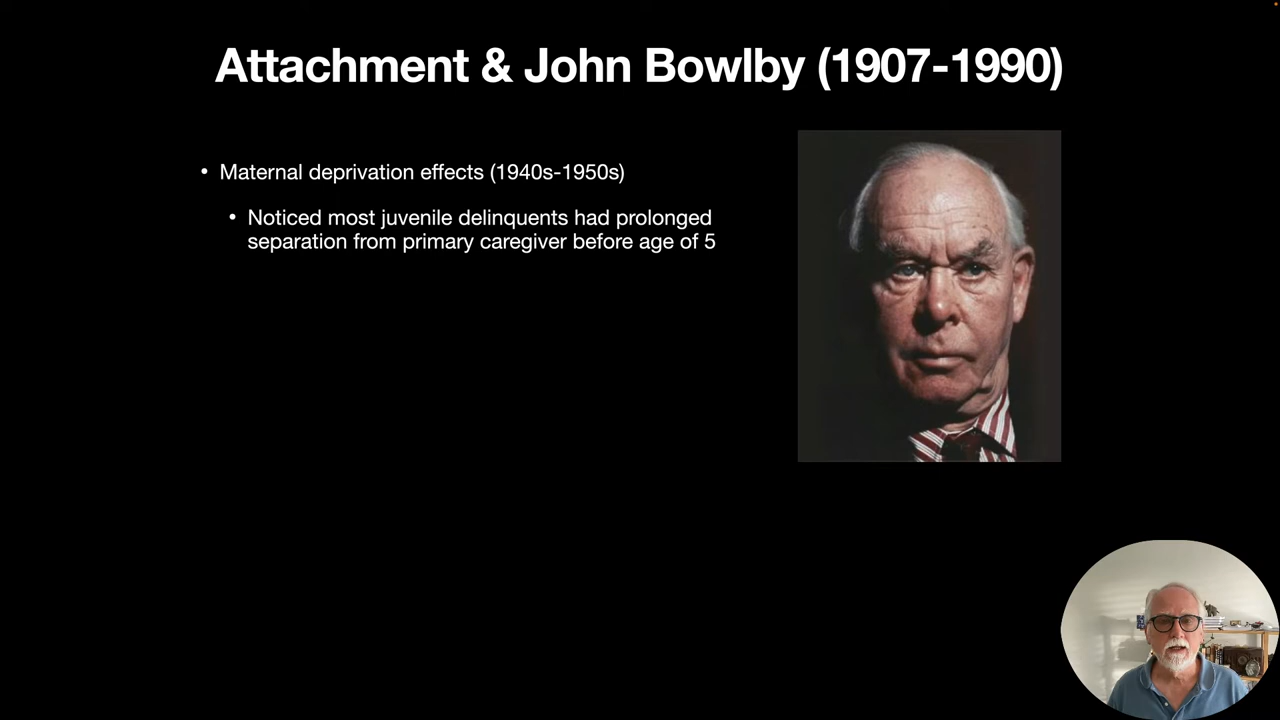 Attachment & John Bowlby (1907-1990)
• Maternal deprivation effects (1940s-1950s)
• Noticed most juvenile delinquents had prolonged
separation from primary caregiver before age of 5